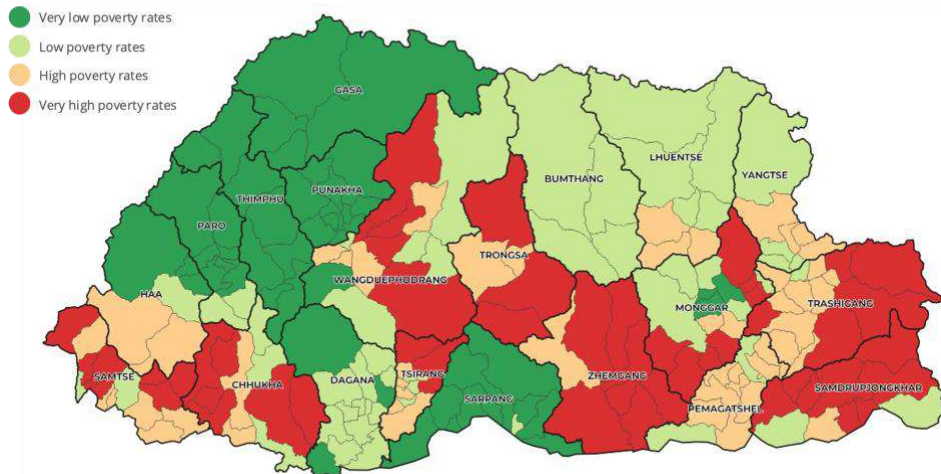 Very low poverty rates
Low poverty rates
High poverty rates
Very high poverty rates
GASA
PUNAKHA
THIMPHU
PARO
HAA
WANGDUEPHODRANG
TRONGSA
BUMTHANG
LHUENTSE
YANGTSE
MONGGAR
TRASHIGANG
SAMTSE
CHHUKHA
DAGANA
TSIRANG
SARPANG
ZHEMGANG
PEMAGATSHEL
SAMDRUPJONGKHAR